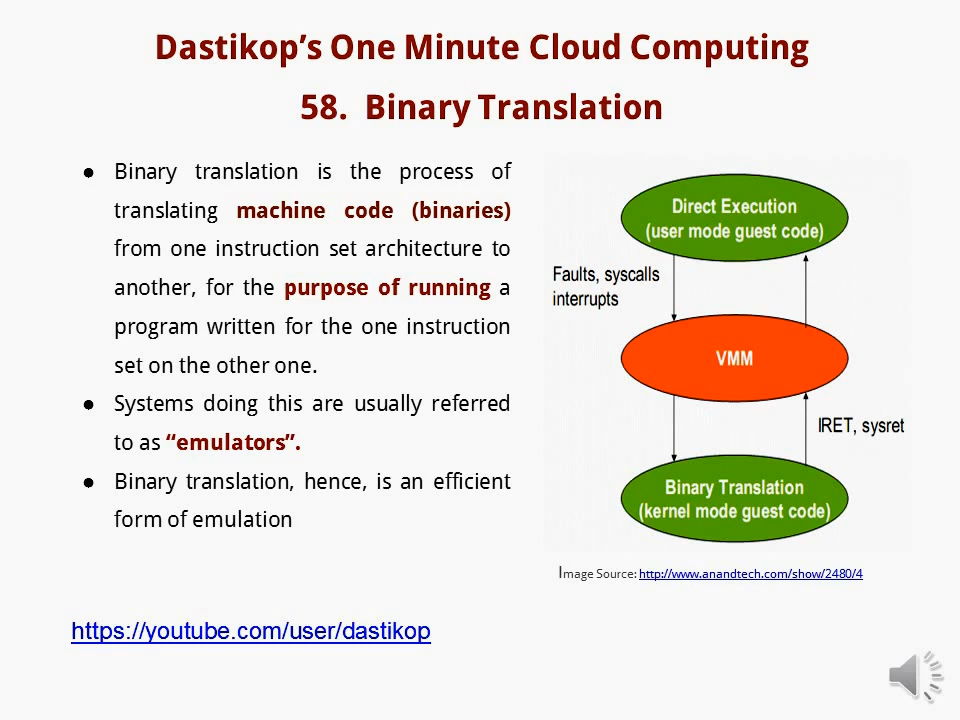 Dastikop’s One Minute Cloud Computing
58. Binary Translation
● Binary translation is the process of
translating machine code (binaries)
from one instruction set architecture to
another, for the purpose of running a
program written for the one instruction
set on the other one.
● Systems doing this are usually referred
to as “emulators”.
● Binary translation, hence, is an efficient
form of emulation
Direct Execution
(user mode guest code)
Faults, syscalls
interrupts
VMM
IRET, sysret
Binary Translation
(kernel mode guest code)
Image Source: http://www.anandtech.com/show/2480/4
https://youtube.com/user/dastikop